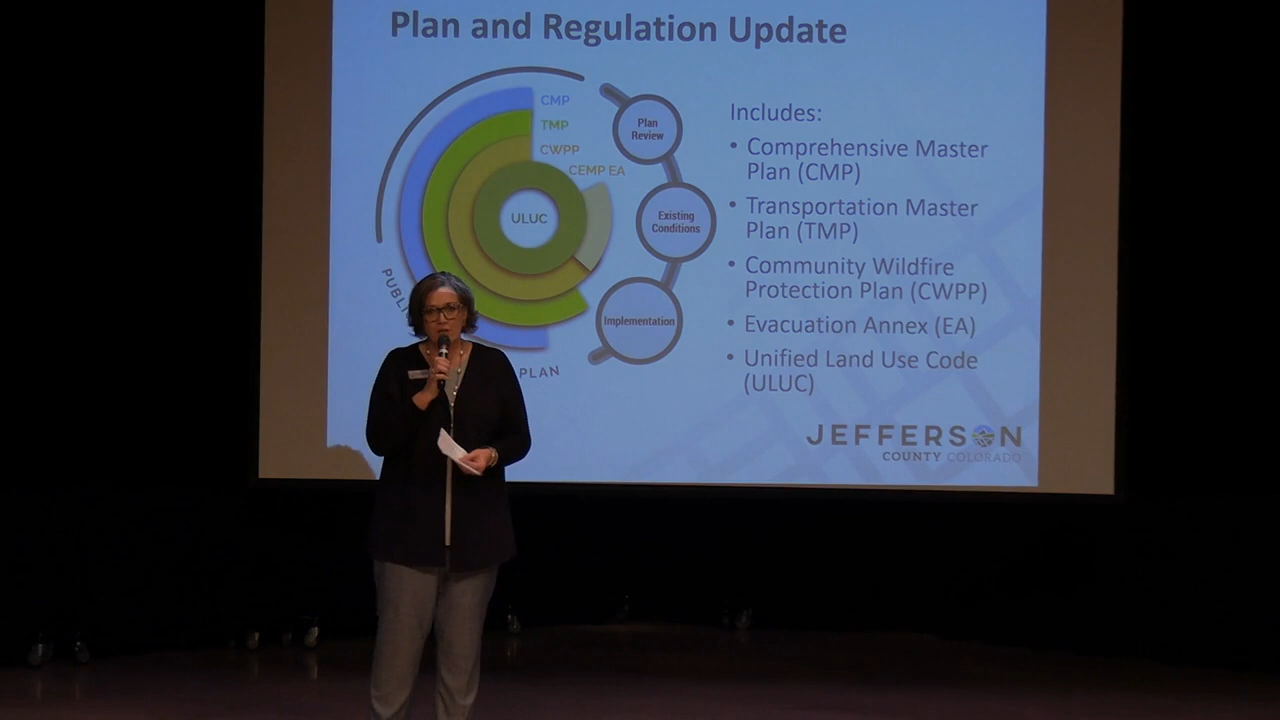 Plan and Regulation Update
CMP
TMP
CWPP
CEMP EA
ULUC
PLAN
Plan
Review
Existing
Conditions
Implementation
Includes:
• Comprehensive Master
Plan (CMP)
• Transportation Master
Plan (TMP)
• Community Wildfire
Protection Plan (CWPP)
• Evacuation Annex (EA)
• Unified Land Use Code
(ULUC)
JEFFERSON
COUNTY COLORADO